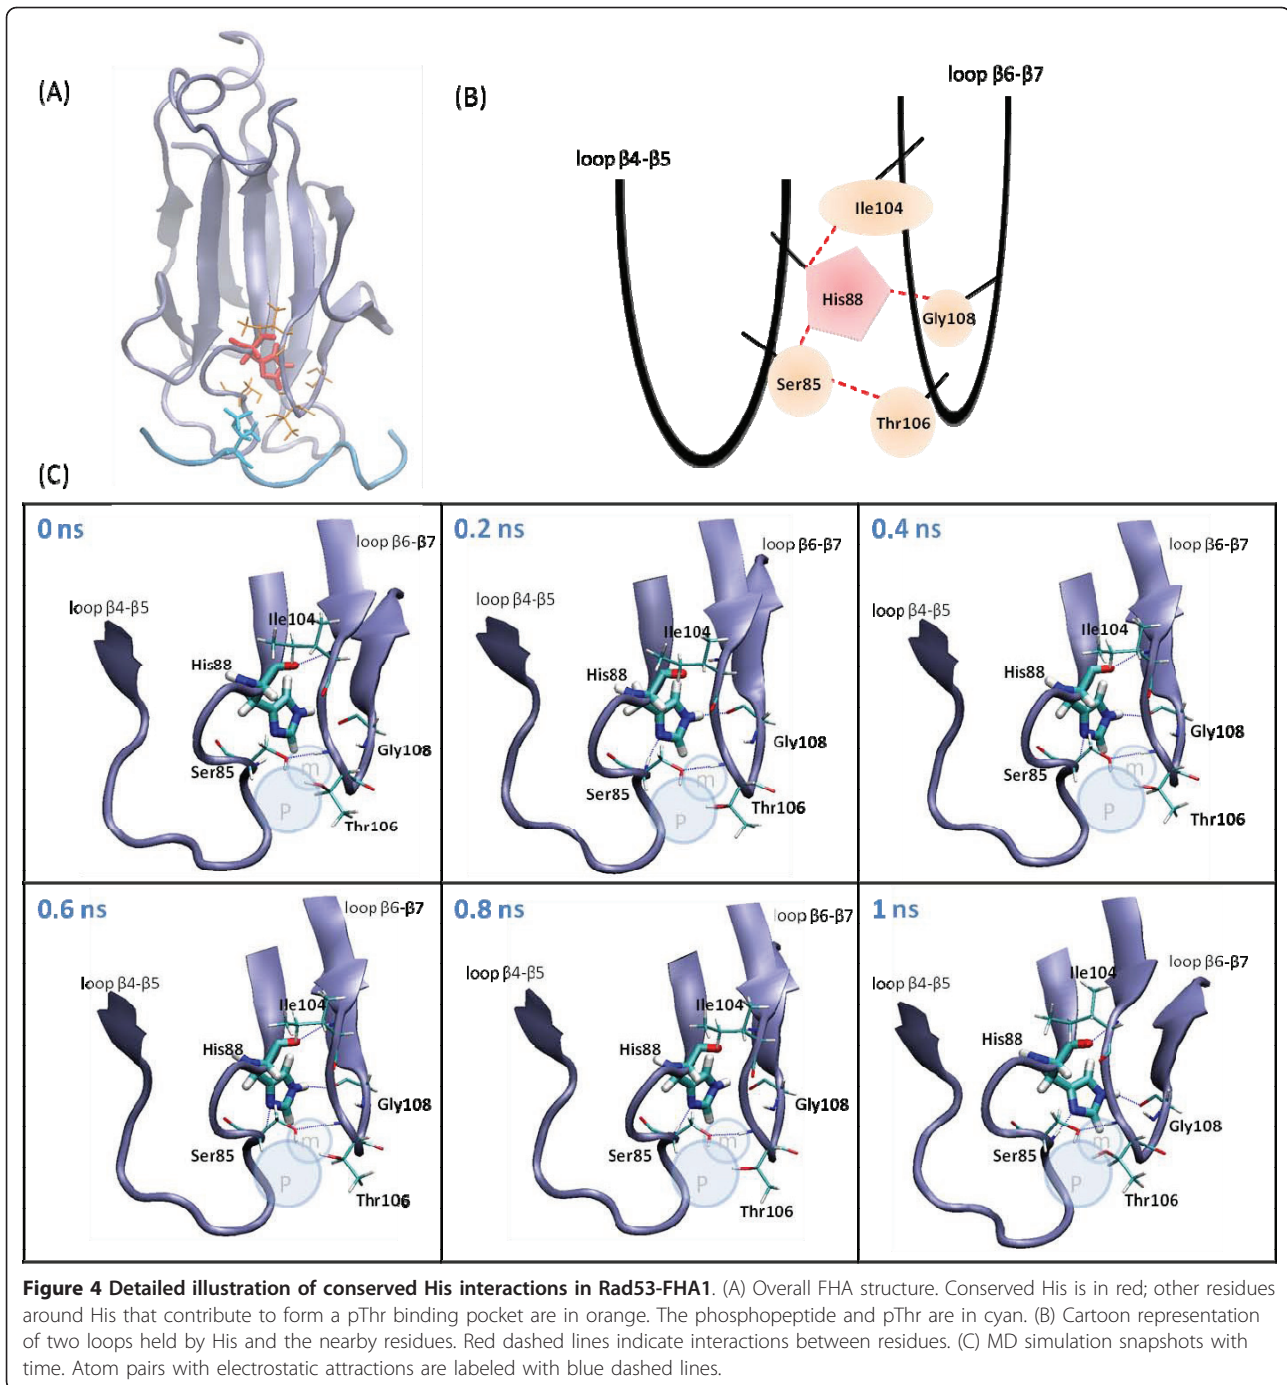 (A)
(B)
loop β6-β7
loop β4-β5
Ile104
His88
Gly108
Ser85
Thr106
(C)
0 ns
loop β6-β7
loop β4-β5
Ile104
His88
Gly108
Ser85
m
P
Thr106
0.2 ns
loop β6-β7
loop β4-β5
Ile104
His88
Gly108
Ser85
m
P
Thr106
0.4 ns
loop β6-β7
loop β4-β5
Ile104
His88
Gly108
Ser85
m
P
Thr106
0.6 ns
loop β6-β7
loop β4-β5
Ile104
His88
Gly108
Ser85
m
P
Thr106
0.8 ns
loop β6-β7
loop β4-β5
Ile104
His88
Gly108
Ser85
m
P
Thr106
1 ns
Ile104
loop β6-β7
loop β4-β5
His88
Gly108
Ser85
m
P
Thr106
Figure 4 Detailed illustration of conserved His interactions in Rad53-FHA1. (A) Overall FHA structure. Conserved His is in red; other residues
around His that contribute to form a pThr binding pocket are in orange. The phosphopeptide and pThr are in cyan. (B) Cartoon representation
of two loops held by His and the nearby residues. Red dashed lines indicate interactions between residues. (C) MD simulation snapshots with
time. Atom pairs with electrostatic attractions are labeled with blue dashed lines.